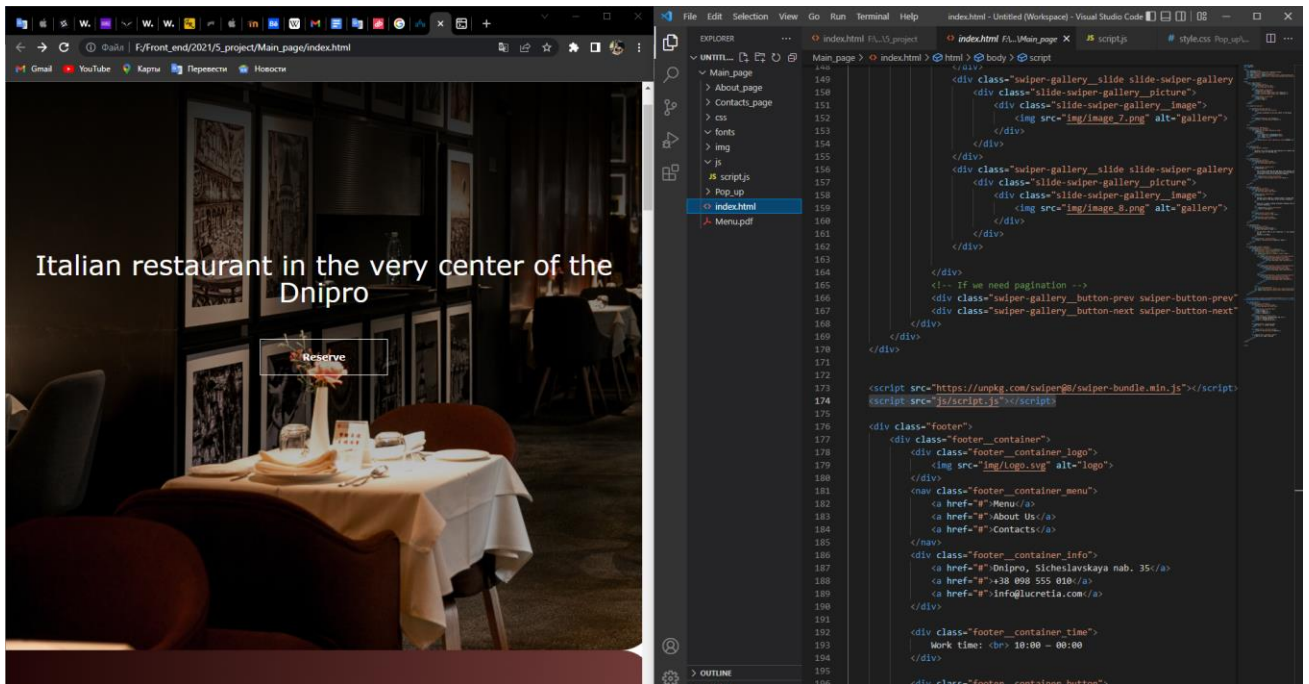 W.
W.
W.
File Edit Selection View Go Run Terminal Help
index.html - Untitled (Workspace) - Visual Studio Code
Файл F:/Front_end/2021/5_project/Main_page/index.html
Gmail YouTube Карты Перевести Новости
Italian restaurant in the very center of the
Dnipro
Reserve
EXPLORER
UNTITL...
Main_page
About_page
Contacts_page
css
fonts
img
js
JS script.js
Pop_up
index.html
Menu.pdf
OUTLINE
index.html F:\...\5_project
index.html F:\...\Main_page
JS script.js
# style.css Pop_up\...
Main_page > index.html > html > body > script
148 </div>
149 <div class="swiper-gallery__slide slide-swiper-gallery
150 <div class="slide-swiper-gallery__picture">
151 <div class="slide-swiper-gallery__image">
152 <img src="img/image_7.png" alt="gallery">
153 </div>
154 </div>
155 </div>
156 <div class="swiper-gallery__slide slide-swiper-gallery
157 <div class="slide-swiper-gallery__picture">
158 <div class="slide-swiper-gallery__image">
159 <img src="img/image_8.png" alt="gallery">
160 </div>
161 </div>
162 </div>
163
164 </div>
165 <!-- If we need pagination -->
166 <div class="swiper-gallery__button-prev swiper-button-prev"
167 <div class="swiper-gallery__button-next swiper-button-next"
168 </div>
169 </div>
170 </div>
171
172
173 <script src="https://unpkg.com/swiper@8/swiper-bundle.min.js"></script>
174 <script src="js/script.js"></script>
175
176 <div class="footer">
177 <div class="footer__container">
178 <div class="footer__container_logo">
179 <img src="img/Logo.svg" alt="logo">
180 </div>
181 <nav class="footer__container_menu">
182 <a href="#">Menu</a>
183 <a href="#">About Us</a>
184 <a href="#">Contacts</a>
185 </nav>
186 <div class="footer__container_info">
187 <a href="#">Dnipro, Sicheslavskaya nab. 35</a>
188 <a href="#">+38 098 555 010</a>
189 <a href="#">info@lucretia.com</a>
190 </div>
191
192 <div class="footer__container_time">
193 Work time: <br> 10:00 — 00:00
194 </div>
195
196 <div class="footer__container_button">